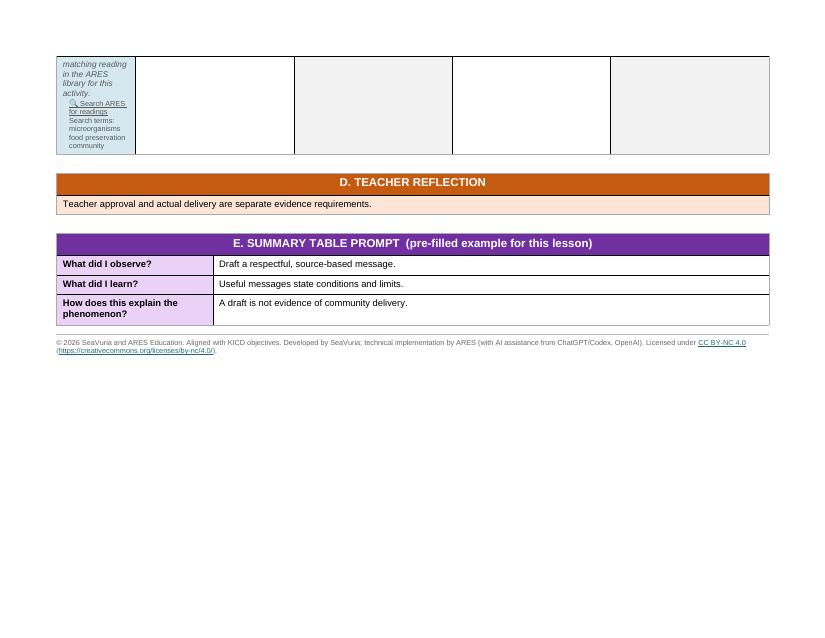 matching reading
in the ARES
library for this
activity.
🔍 Search ARES
for readings
Search terms:
microorganisms
food preservation
community
D. TEACHER REFLECTION
Teacher approval and actual delivery are separate evidence requirements.
E. SUMMARY TABLE PROMPT (pre-filled example for this lesson)
What did I observe? Draft a respectful, source-based message.
What did I learn? Useful messages state conditions and limits.
How does this explain the A draft is not evidence of community delivery.
phenomenon?
© 2026 SeaVuria and ARES Education. Aligned with KICD objectives. Developed by SeaVuria; technical implementation by ARES (with AI assistance from ChatGPT/Codex, OpenAI). Licensed under CC BY-NC 4.0
(https://creativecommons.org/licenses/by-nc/4.0/).